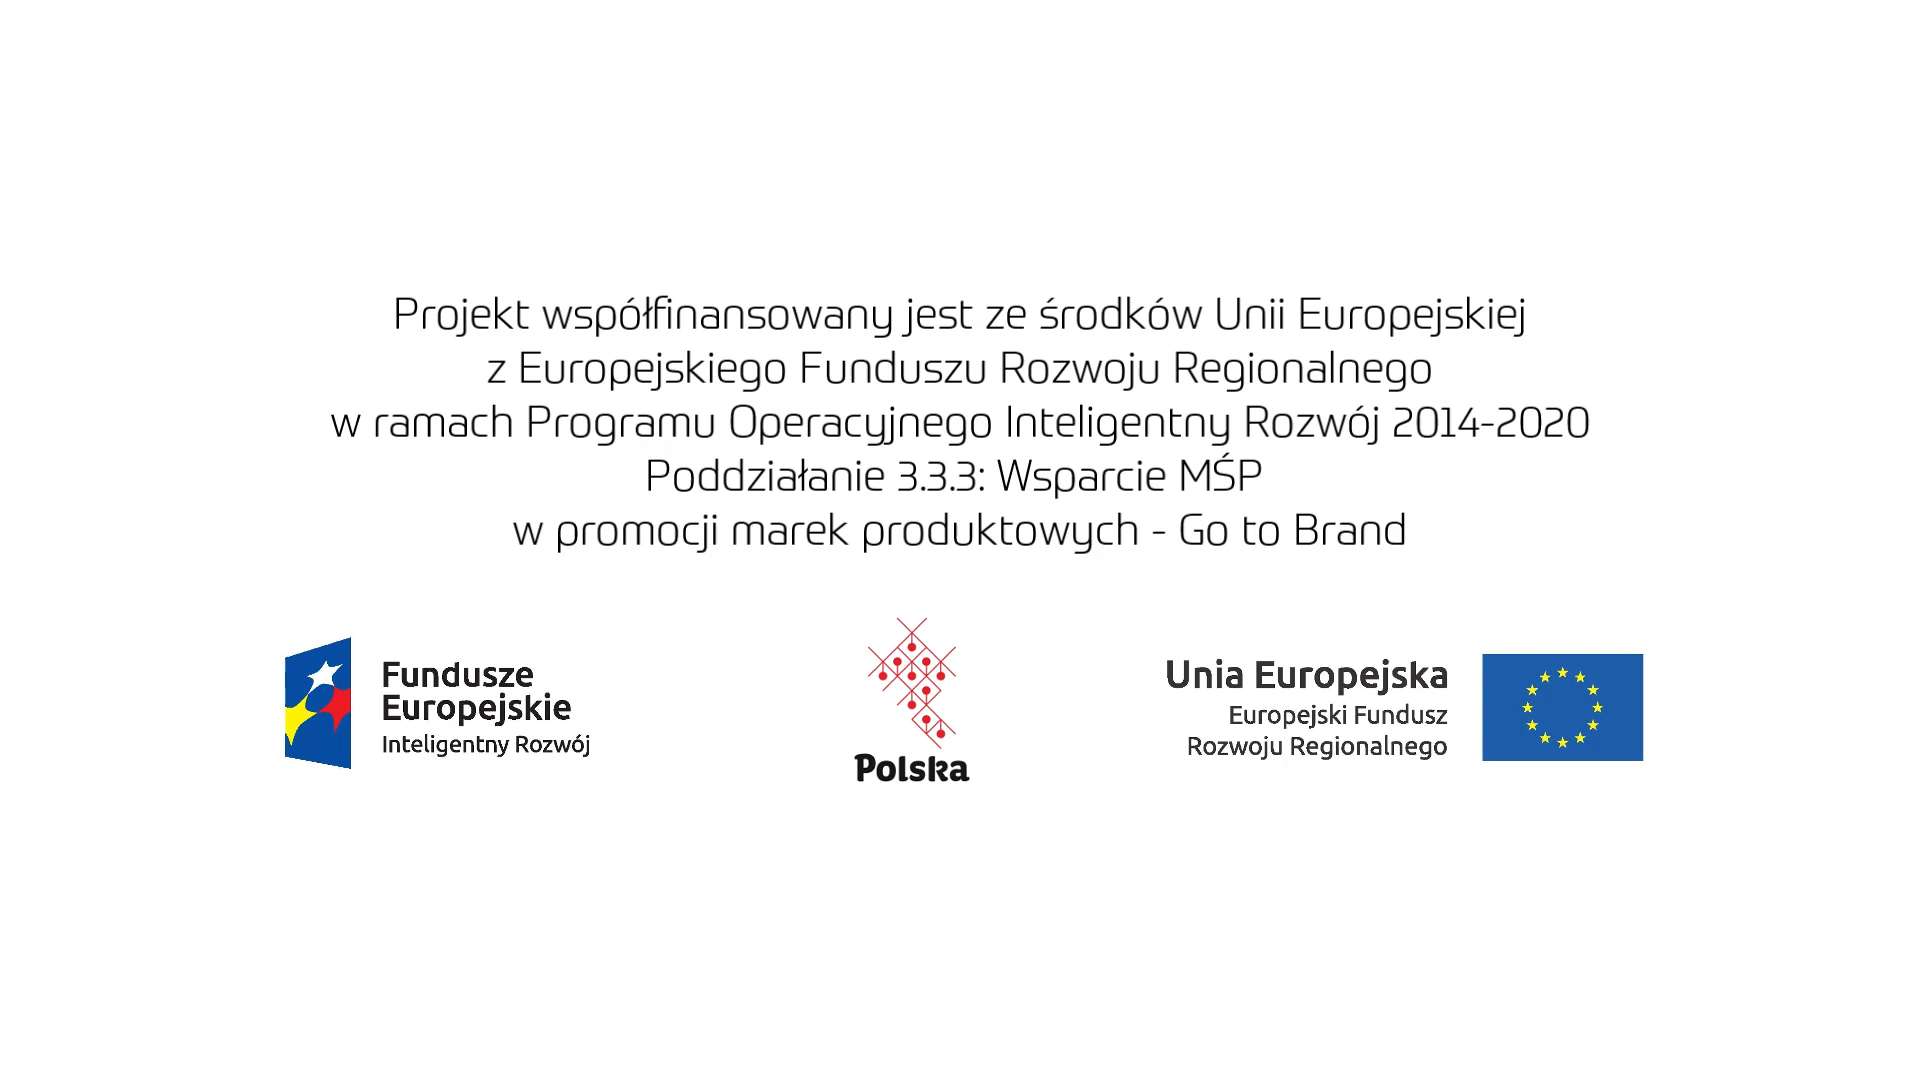 Projekt współfinansowany jest ze środków Unii Europejskiej
z Europejskiego Funduszu Rozwoju Regionalnego
w ramach Programu Operacyjnego Inteligentny Rozwój 2014-2020
Poddziałanie 3.3.3: Wsparcie MŚP
w promocji marek produktowych - Go to Brand
Fundusze
Europejskie
Inteligentny Rozwój
Polska
Unia Europejska
Europejski Fundusz
Rozwoju Regionalnego